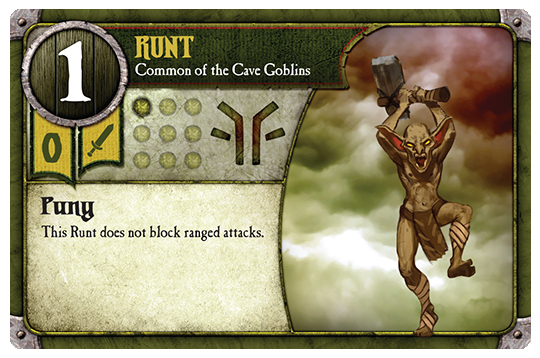 1
RUNT
Common of the Cave Goblins
0
Puny
This Runt does not block ranged attacks.